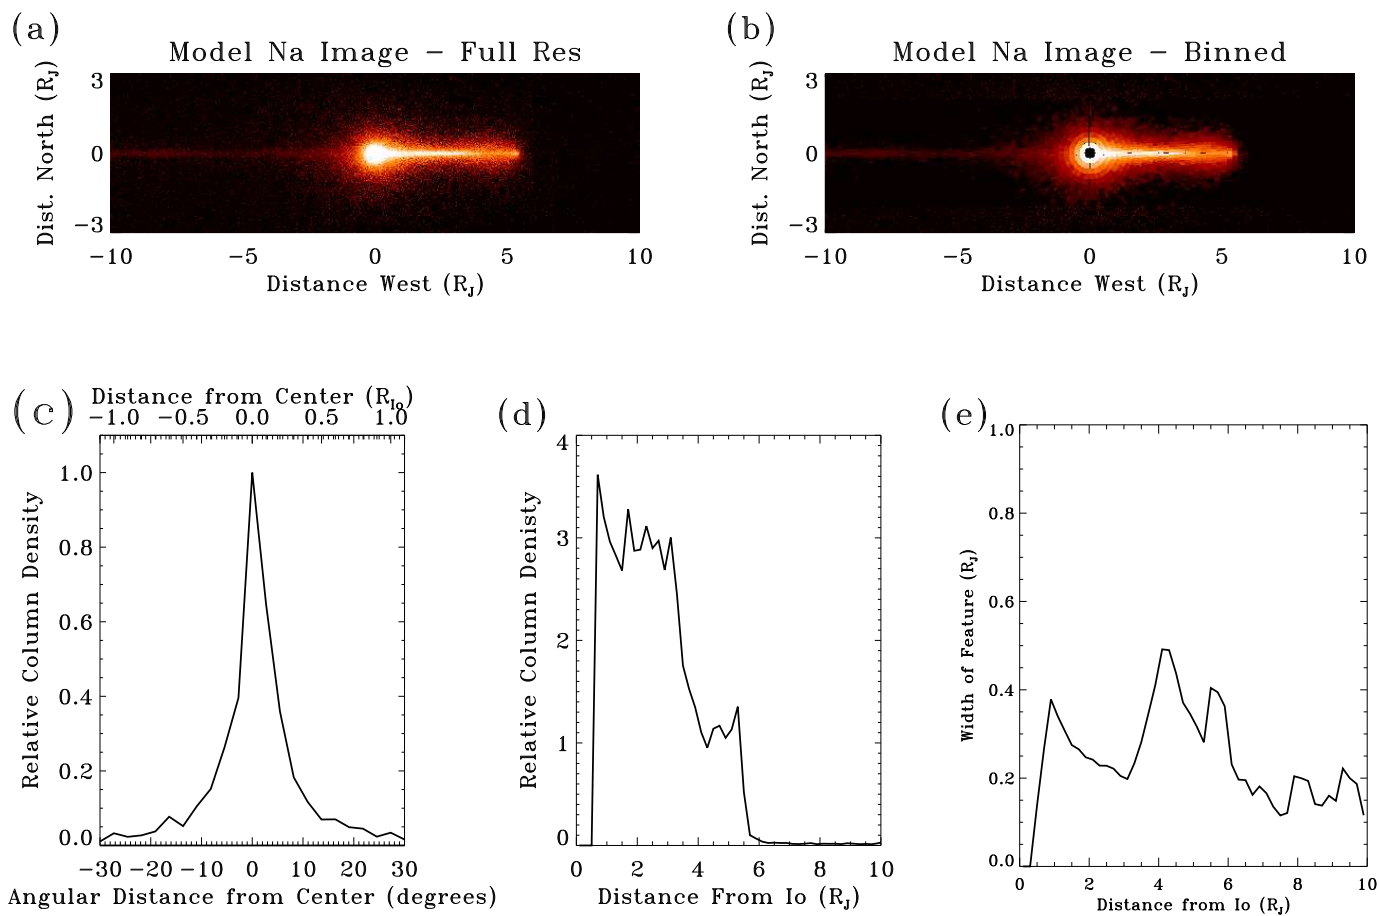 (a)
Model Na Image − Full Res
3
0
−3
Dist. North (RJ)
−10 −5 0 5 10
Distance West (RJ)
(b)
Model Na Image − Binned
3
0
−3
Dist. North (RJ)
−10 −5 0 5 10
Distance West (RJ)
(c)
Distance from Center (RIo)
−1.0 −0.5 0.0 0.5 1.0
1.0
0.8
0.6
0.4
0.2
0.0
Relative Column Density
−30 −20 −10 0 10 20 30
Angular Distance from Center (degrees)
(d)
4
3
2
1
0
Relative Column Denisty
0 2 4 6 8 10
Distance From Io (RJ)
(e)
1.0
0.8
0.6
0.4
0.2
0.0
Width of Feature (RJ)
0 2 4 6 8 10
Distance from Io (RJ)